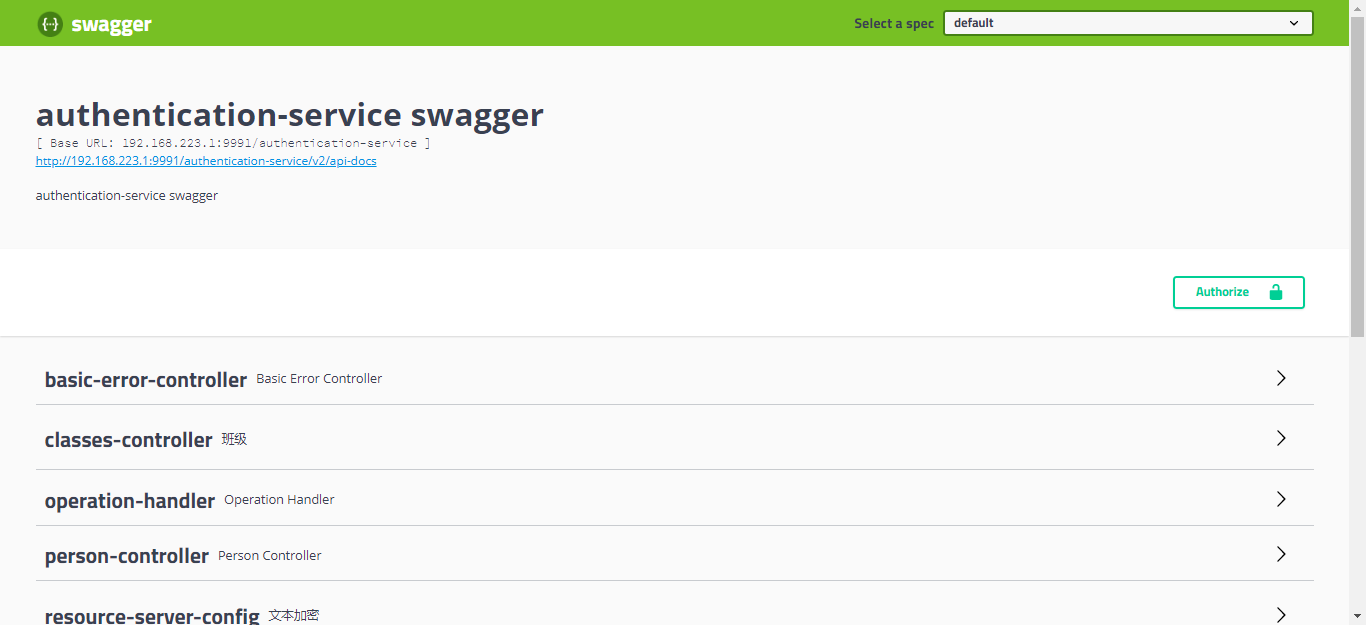 swagger Select a spec default
authentication-service swagger
[ Base URL: 192.168.223.1:9991/authentication-service ]
http://192.168.223.1:9991/authentication-service/v2/api-docs
authentication-service swagger
Authorize
basic-error-controller Basic Error Controller
classes-controller 班级
operation-handler Operation Handler
person-controller Person Controller
resource-server-config 文本加密